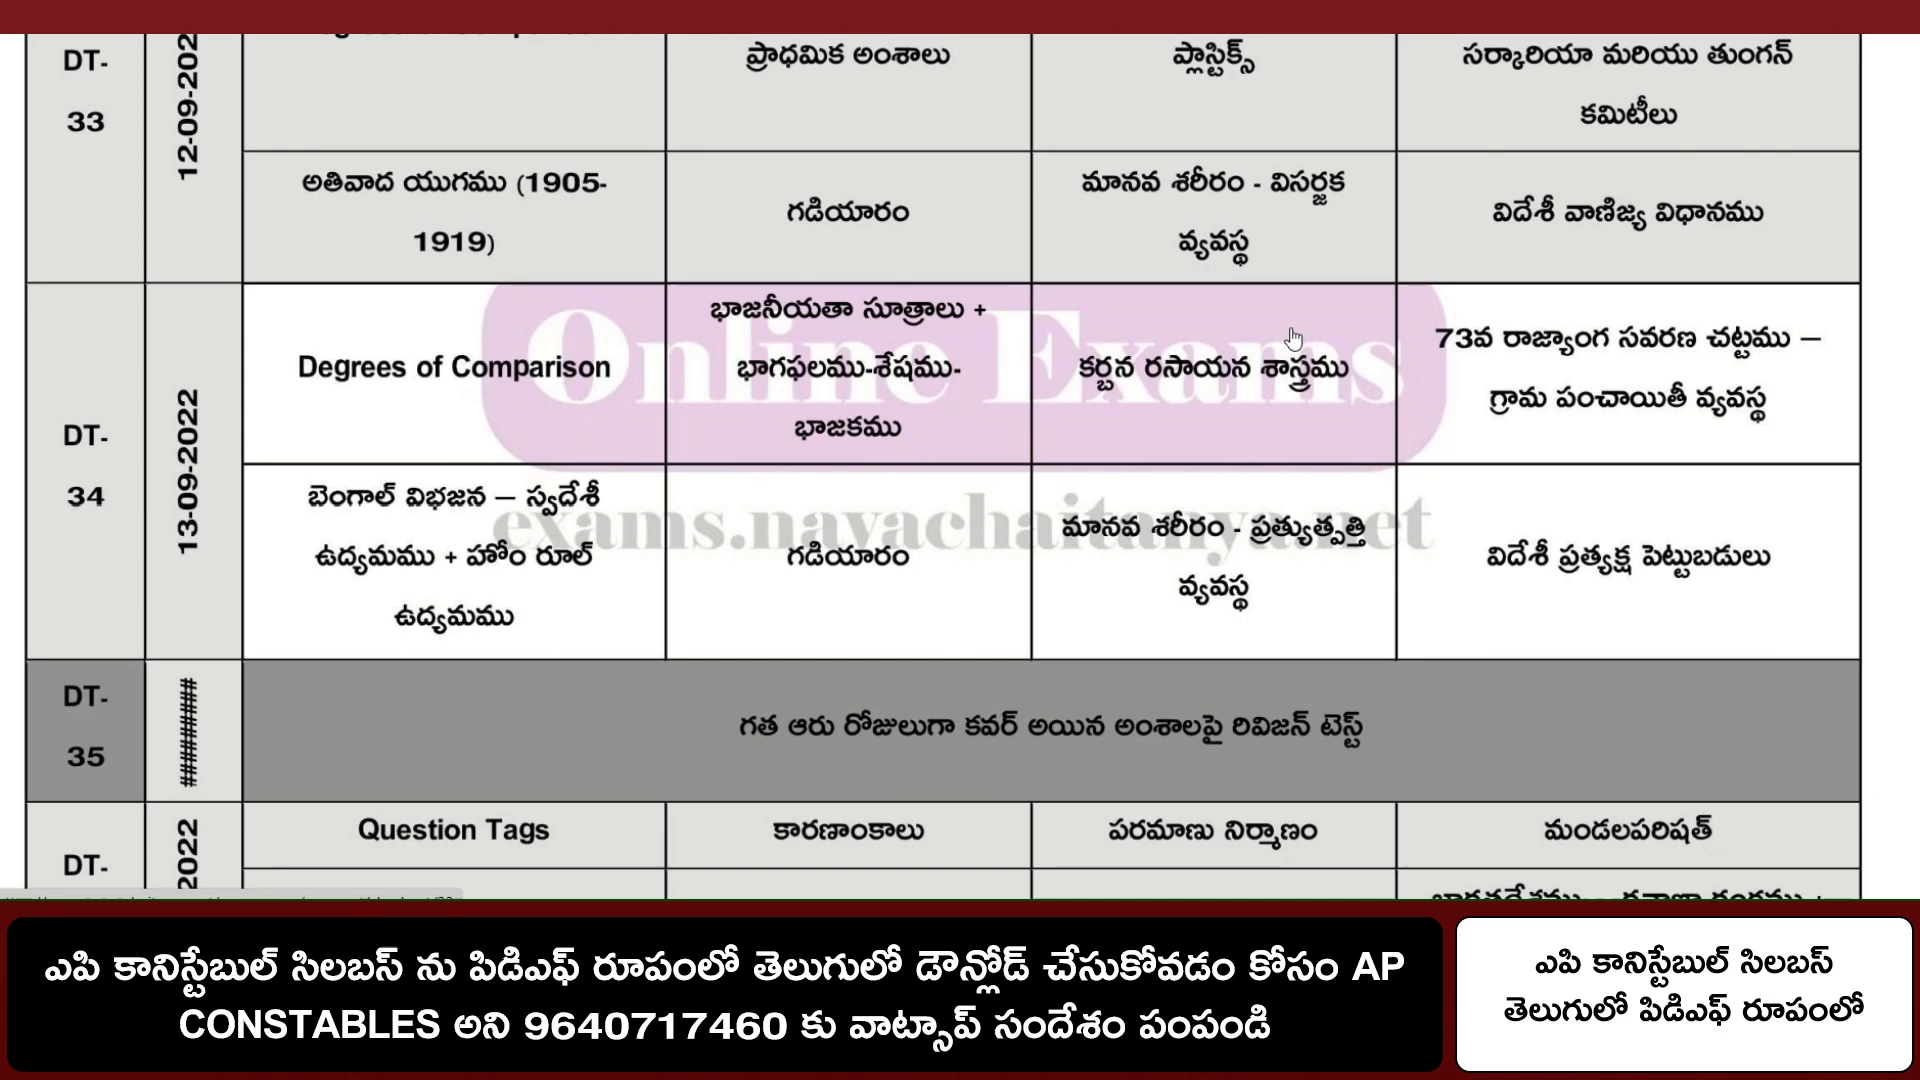 DT-
33
12-09-202
ప్రాధమిక అంశాలు
ప్లాస్టిక్స్
సర్కారియా మరియు తుంగన్
కమిటీలు
అతివాద యుగము (1905-
1919)
గడియారం
మానవ శరీరం - విసర్జక
వ్యవస్థ
విదేశీ వాణిజ్య విధానము
DT-
34
13-09-2022
Degrees of Comparison
భాజనీయతా సూత్రాలు +
భాగఫలము-శేషము-
భాజకము
కర్బన రసాయన శాస్త్రము
73వ రాజ్యాంగ సవరణ చట్టము –
గ్రామ పంచాయితీ వ్యవస్థ
బెంగాల్ విభజన – స్వదేశీ
ఉద్యమము + హోం రూల్
ఉద్యమము
గడియారం
మానవ శరీరం - ప్రత్యుత్పత్తి
వ్యవస్థ
విదేశీ ప్రత్యక్ష పెట్టుబడులు
Online Exams
exams.navachaitanya.net
DT-
35
########
గత ఆరు రోజులుగా కవర్ అయిన అంశాలపై రివిజన్ టెస్ట్
DT-
2022
Question Tags
కారణాంకాలు
పరమాణు నిర్మాణం
మండలపరిషత్
ఎపి కానిస్టేబుల్ సిలబస్ ను పిడిఎఫ్ రూపంలో తెలుగులో డౌన్లోడ్ చేసుకోవడం కోసం AP
CONSTABLES అని 9640717460 కు వాట్సాప్ సందేశం పంపండి
ఎపి కానిస్టేబుల్ సిలబస్
తెలుగులో పిడిఎఫ్ రూపంలో